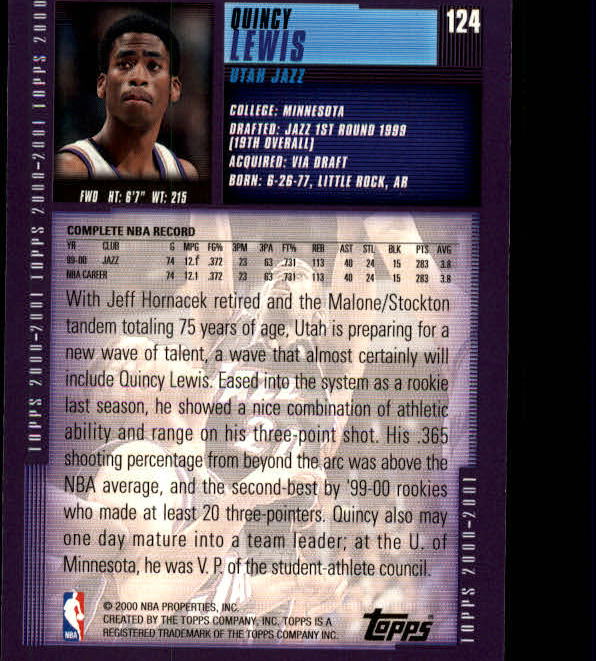 QUINCY
LEWIS
UTAH JAZZ
124
COLLEGE: MINNESOTA
DRAFTED: JAZZ 1ST ROUND 1999
(19TH OVERALL)
ACQUIRED: VIA DRAFT
BORN: 6-26-77, LITTLE ROCK, AR
FWD HT: 6'7" WT: 215
COMPLETE NBA RECORD
YR CLUB G MPG FG% 3PM 3PA FT% REB AST STL BLK PTS AVG
99-00 JAZZ 74 12.1 .372 23 63 .731 113 40 24 15 283 3.8
NBA CAREER 74 12.1 .372 23 63 .731 113 40 24 15 283 3.8
With Jeff Hornacek retired and the Malone/Stockton
tandem totaling 75 years of age, Utah is preparing for a
new wave of talent, a wave that almost certainly will
include Quincy Lewis. Eased into the system as a rookie
last season, he showed a nice combination of athletic
ability and range on his three-point shot. His .365
shooting percentage from beyond the arc was above the
NBA average, and the second-best by '99-00 rookies
who made at least 20 three-pointers. Quincy also may
one day mature into a team leader; at the U. of
Minnesota, he was V. P. of the student-athlete council.
NBA
© 2000 NBA PROPERTIES, INC.
CREATED BY THE TOPPS COMPANY, INC. TOPPS IS A
REGISTERED TRADEMARK OF THE TOPPS COMPANY INC.
Topps
TOPPS 2000-2001 TOPPS 2000-2001 TOPPS 2000
TOPPS 2000-2001